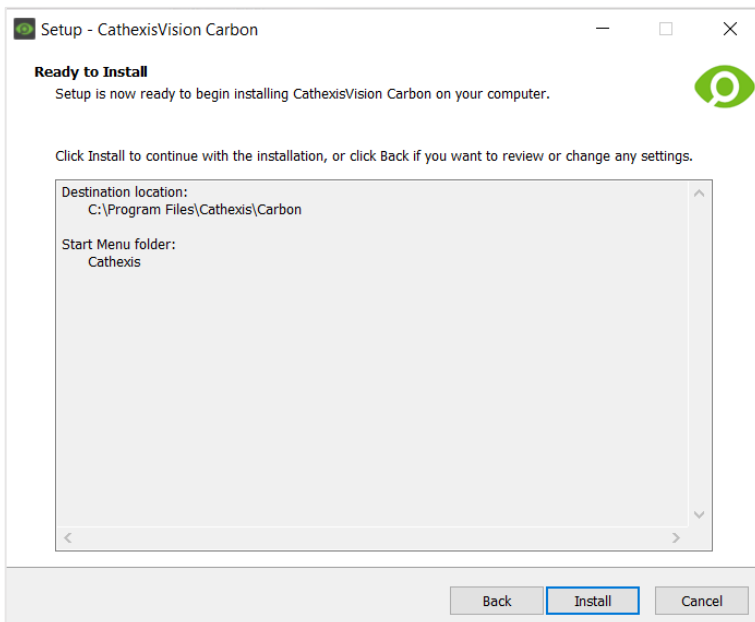 Setup - CathexisVision Carbon
Ready to Install
Setup is now ready to begin installing CathexisVision Carbon on your computer.
Click Install to continue with the installation, or click Back if you want to review or change any settings.
Destination location:
C:\Program Files\Cathexis\Carbon
Start Menu folder:
Cathexis
Back Install Cancel